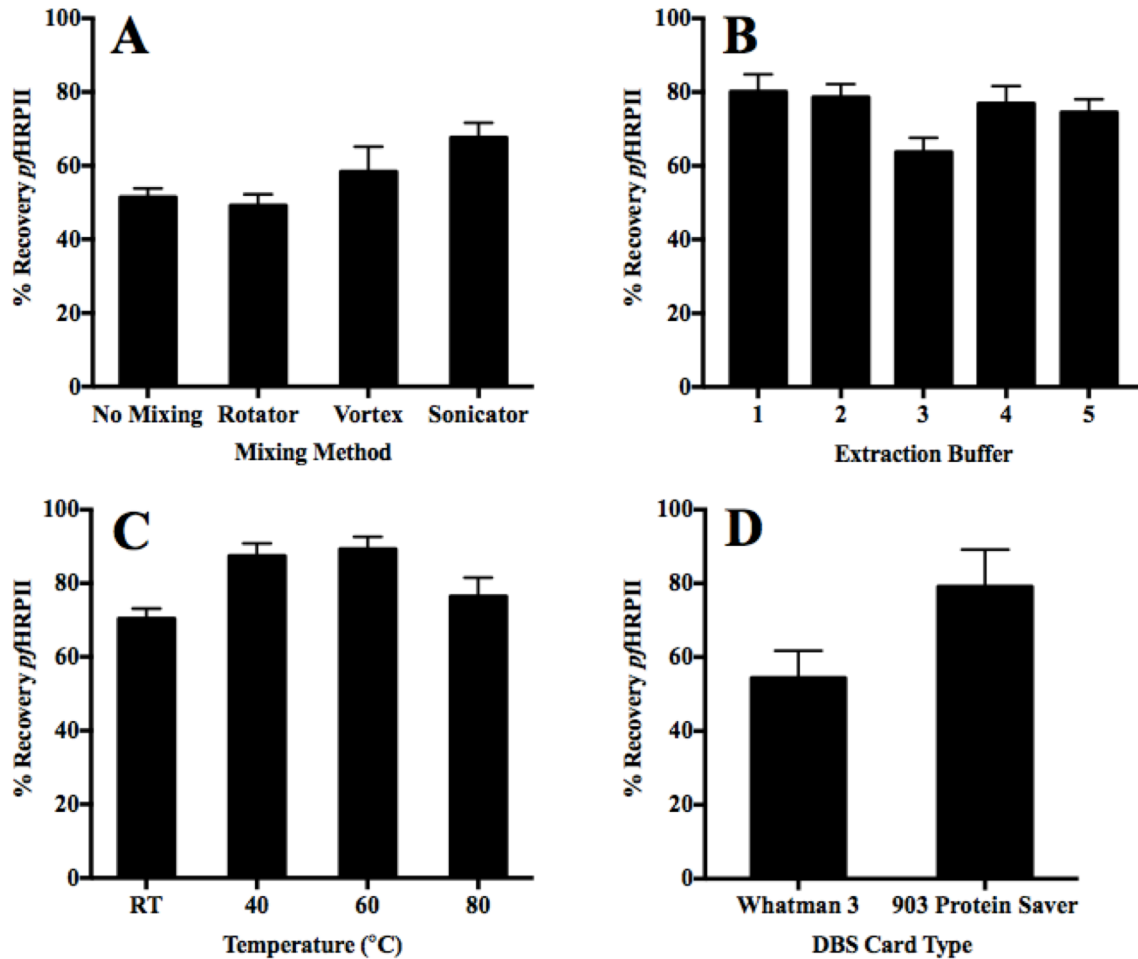 A
% Recovery pfHRPII
100
80
60
40
20
0
No Mixing Rotator Vortex Sonicator
Mixing Method
B
% Recovery pfHRPII
100
80
60
40
20
0
1 2 3 4 5
Extraction Buffer
C
% Recovery pfHRPII
100
80
60
40
20
0
RT 40 60 80
Temperature (°C)
D
% Recovery pfHRPII
100
80
60
40
20
0
Whatman 3 903 Protein Saver
DBS Card Type